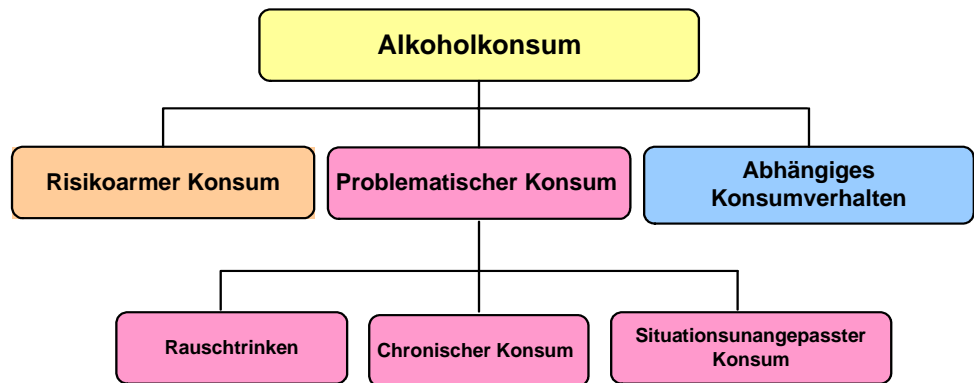 Alkoholkonsum
Risikoarmer Konsum
Problematischer Konsum
Abhängiges
Konsumverhalten
Rauschtrinken
Chronischer Konsum
Situationsunangepasster
Konsum